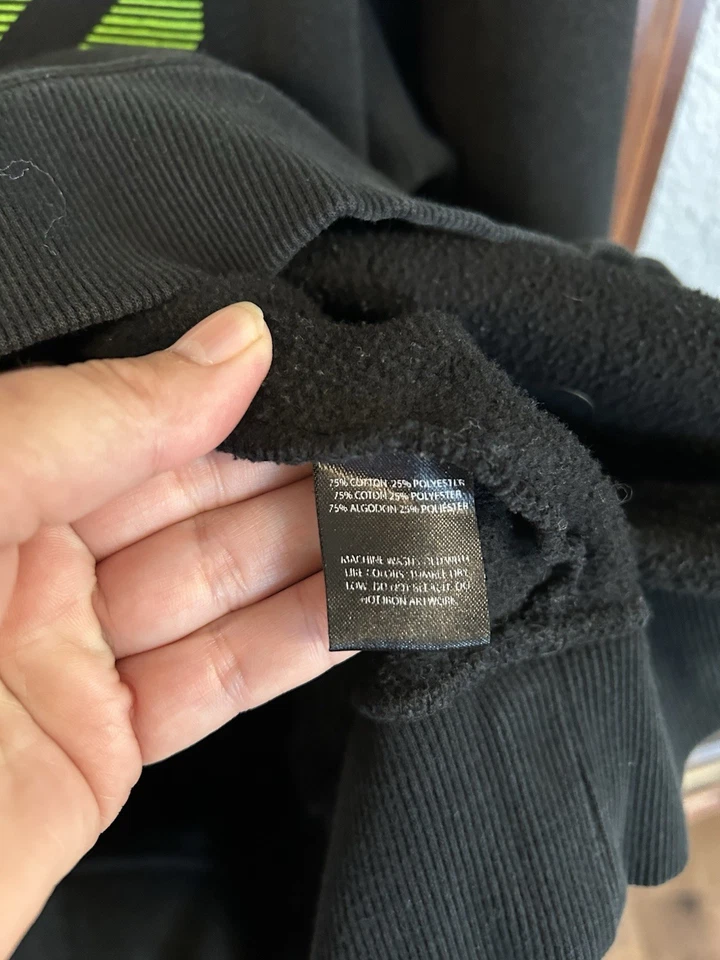 75% COTTON 25% POLYESTER
75% COTON 25% POLYESTER
75% ALGODON 25% POLIÉSTER
MACHINE WASH COLD WITH
LIKE COLORS TUMBLE DRY
LOW DO NOT BLEACH DO
NOT IRON ARTWORK